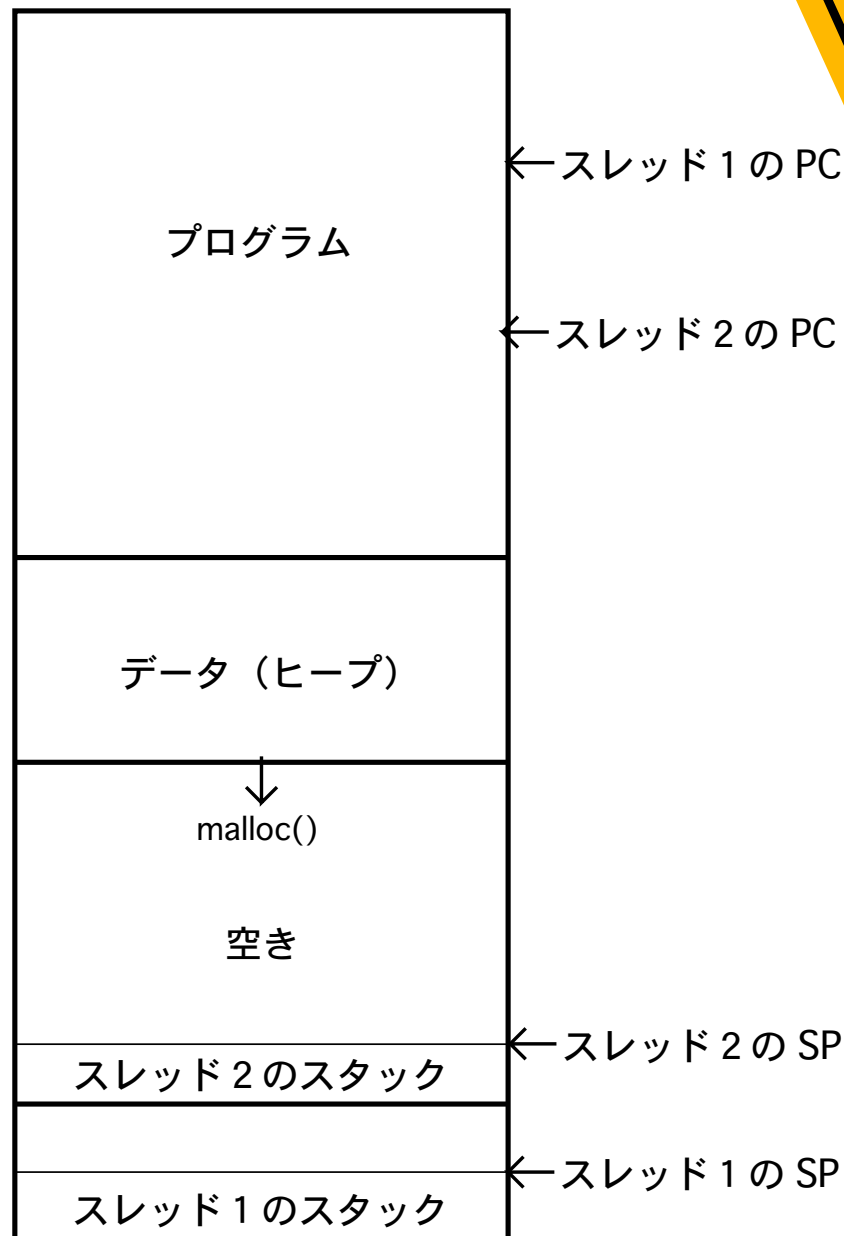 スレッド 1 の PC
プログラム
スレッド 2 の PC
データ（ヒープ）
malloc()
空き
スレッド 2 の SP
スレッド 2 のスタック
スレッド 1 の SP
スレッド 1 のスタック